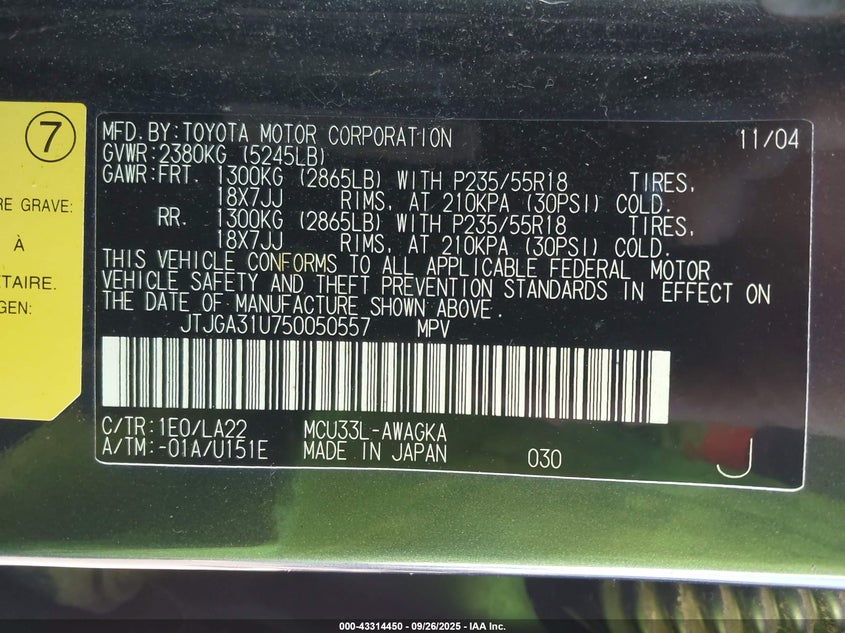 7
RE GRAVE:
À
ÉTAIRE.
GEN:
MFD.BY:TOYOTA MOTOR CORPORATION 11/04
GVWR:2380KG (5245LB)
GAWR:FRT. 1300KG (2865LB) WITH P235/55R18 TIRES,
18X7JJ RIMS, AT 210KPA (30PSI) COLD.
RR. 1300KG (2865LB) WITH P235/55R18 TIRES,
18X7JJ RIMS, AT 210KPA (30PSI) COLD.
THIS VEHICLE CONFORMS TO ALL APPLICABLE FEDERAL MOTOR
VEHICLE SAFETY AND THEFT PREVENTION STANDARDS IN EFFECT ON
THE DATE OF MANUFACTURE SHOWN ABOVE.
JTJGA31U750050557 MPV
C/TR:1E0/LA22 MCU33L-AWAGKA
A/TM:-01A/U151E MADE IN JAPAN 030 J
000-43314450 - 09/26/2025 - IAA Inc.